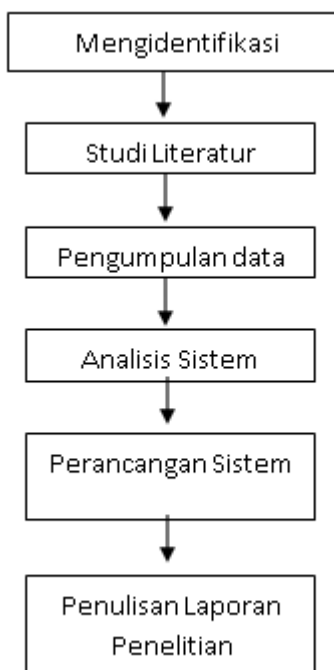 Mengidentifikasi
Studi Literatur
Pengumpulan data
Analisis Sistem
Perancangan Sistem
Penulisan Laporan
Penelitian